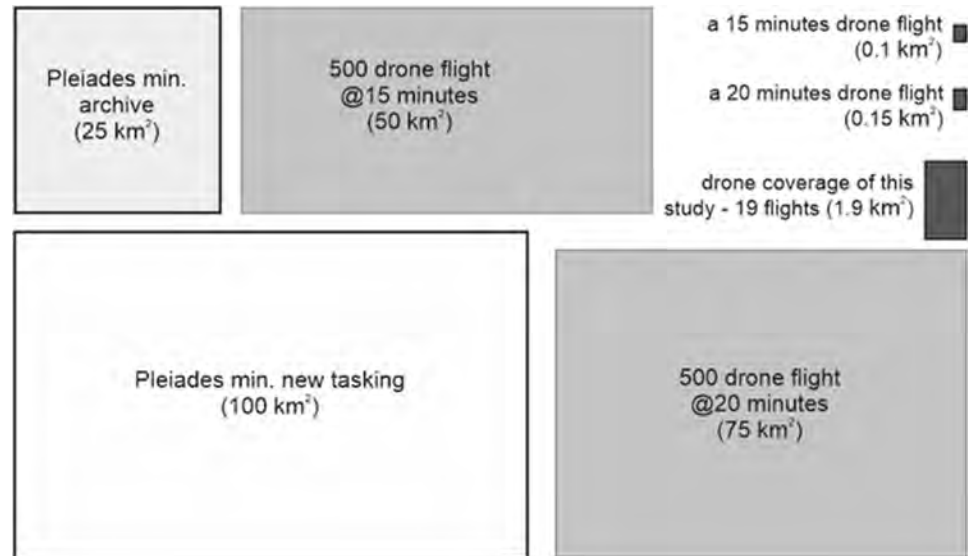 Pleiades min.
archive
(25 km²)
500 drone flight
@15 minutes
(50 km²)
a 15 minutes drone flight
(0.1 km²)
a 20 minutes drone flight
(0.15 km²)
drone coverage of this
study - 19 flights (1.9 km²)
Pleiades min. new tasking
(100 km²)
500 drone flight
@20 minutes
(75 km²)